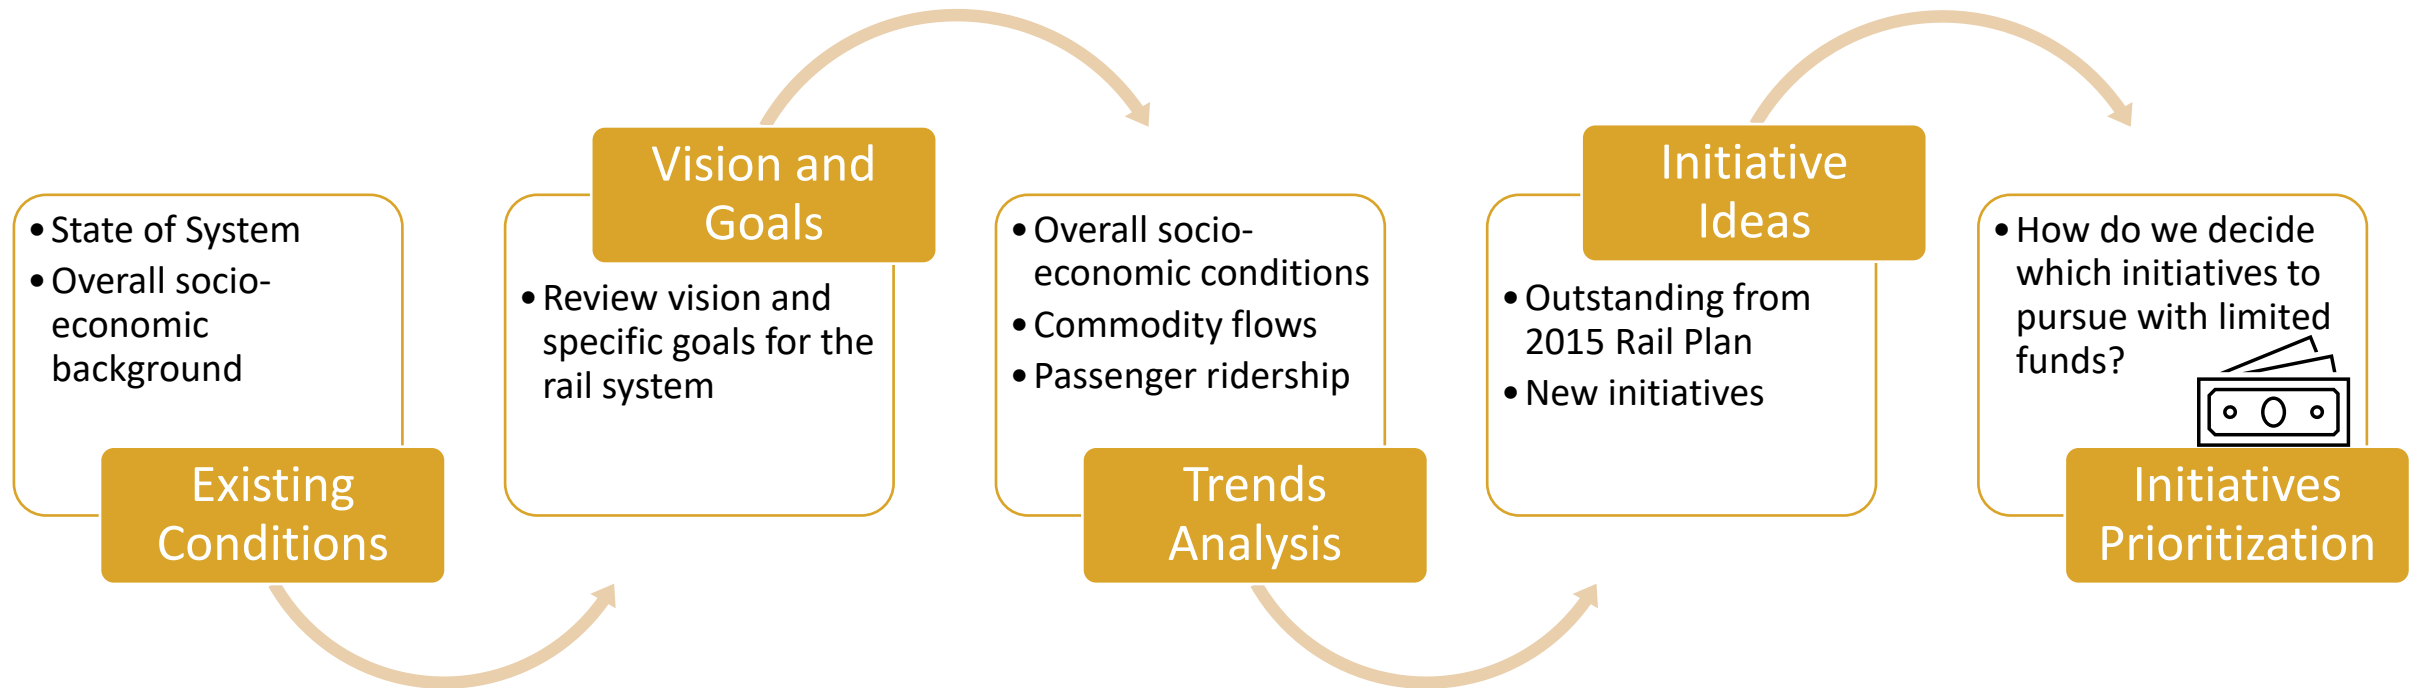 • State of System
• Overall socio-
economic
background
Existing
Conditions
Vision and
Goals
• Review vision and
specific goals for the
rail system
• Overall socio-
economic conditions
• Commodity flows
• Passenger ridership
Trends
Analysis
Initiative
Ideas
• Outstanding from
2015 Rail Plan
• New initiatives
• How do we decide
which initiatives to
pursue with limited
funds?
Initiatives
Prioritization